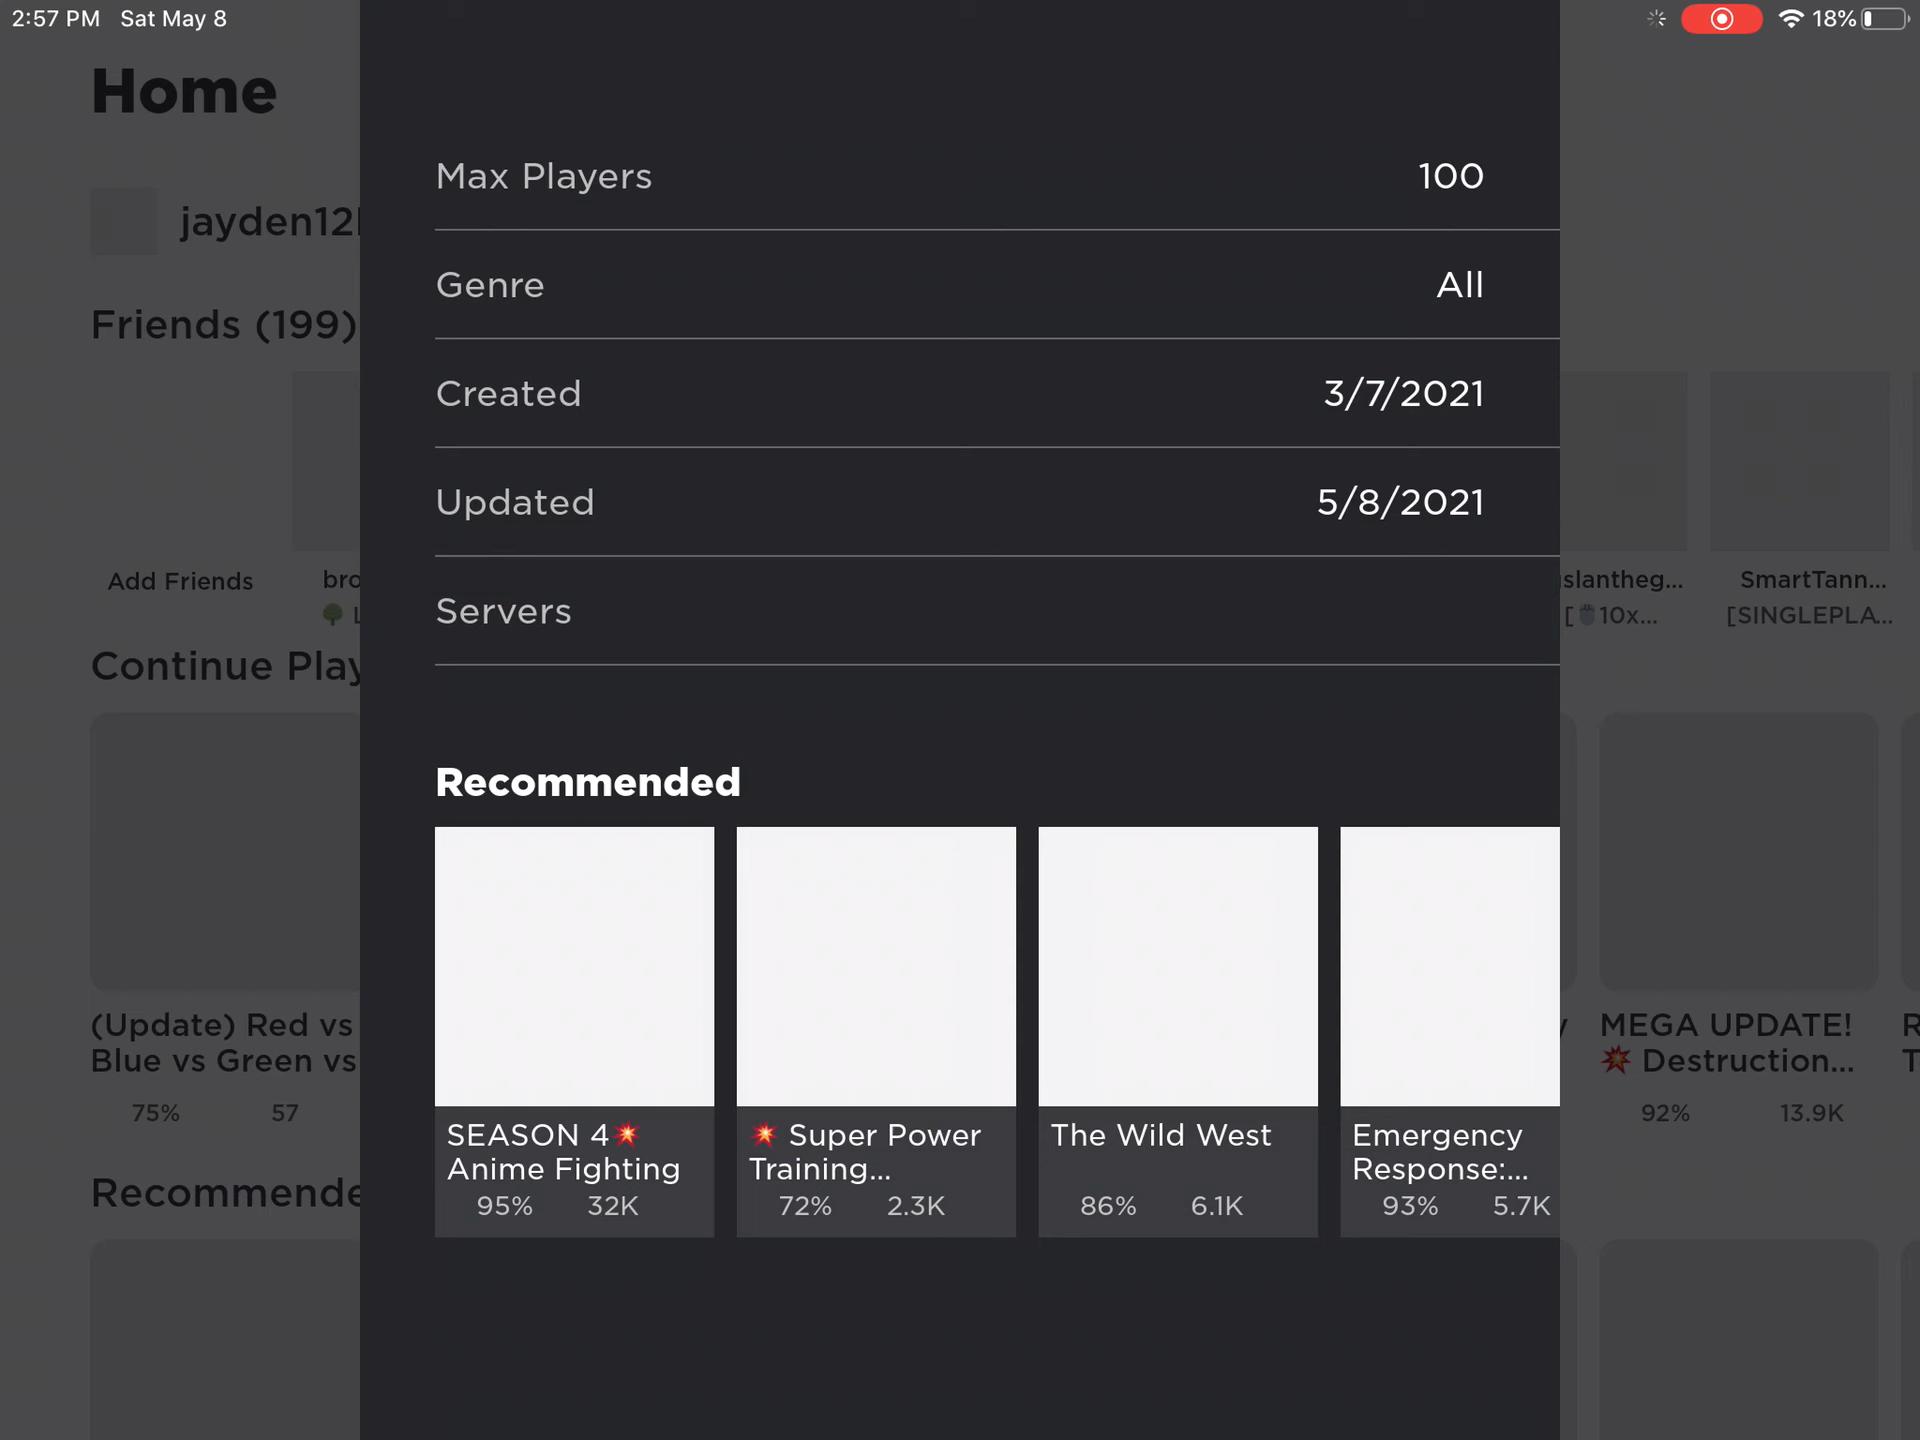 2:57 PM Sat May 8
18%
Home
jayden12
Friends (199)
Add Friends
bro
slantheg...
[🖱️10x...
SmartTann...
[SINGLEPLA...
Continue Play
(Update) Red vs
Blue vs Green vs
75% 57
MEGA UPDATE!
💥 Destruction...
92% 13.9K
Recommende
Max Players 100
Genre All
Created 3/7/2021
Updated 5/8/2021
Servers
Recommended
SEASON 4💥
Anime Fighting
95% 32K
💥 Super Power
Training...
72% 2.3K
The Wild West
86% 6.1K
Emergency
Response:...
93% 5.7K